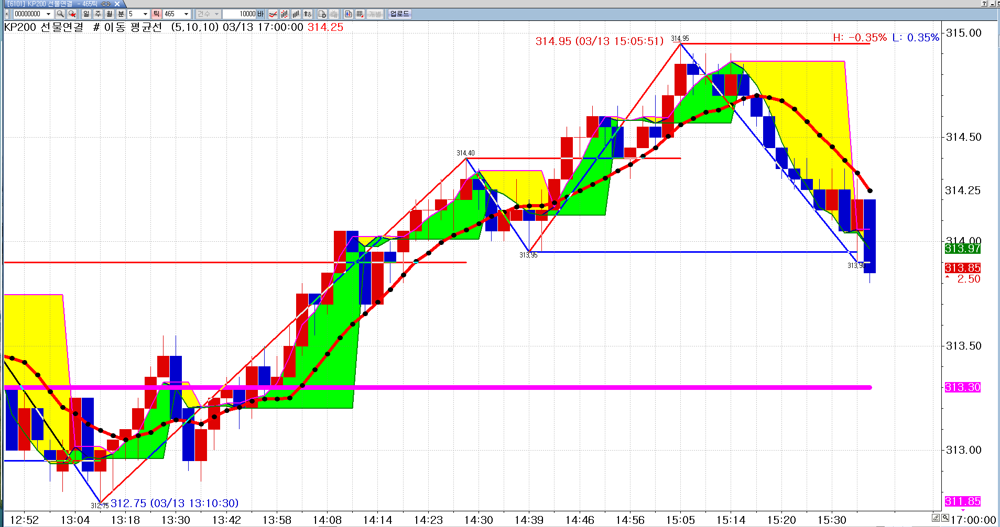 [6101] KP200 선물연결 - 465틱
00000000 일 주 월 분 5 틱 465 건수 10000 바 개별 업로드
KP200 선물연결 # 이동 평균선 (5,10,10) 03/13 17:00:00 314.25
H: -0.35% L: 0.35%
314.95 (03/13 15:05:51)
314.95
314.40
313.95
313.90
312.75
312.75 (03/13 13:10:30)
315.00
314.50
314.25
314.00
313.97
313.85
2.50
313.50
313.30
313.00
311.85
12:52 13:04 13:18 13:30 13:42 13:58 14:08 14:14 14:23 14:30 14:39 14:46 14:56 15:05 15:14 15:20 15:30 17:00:00